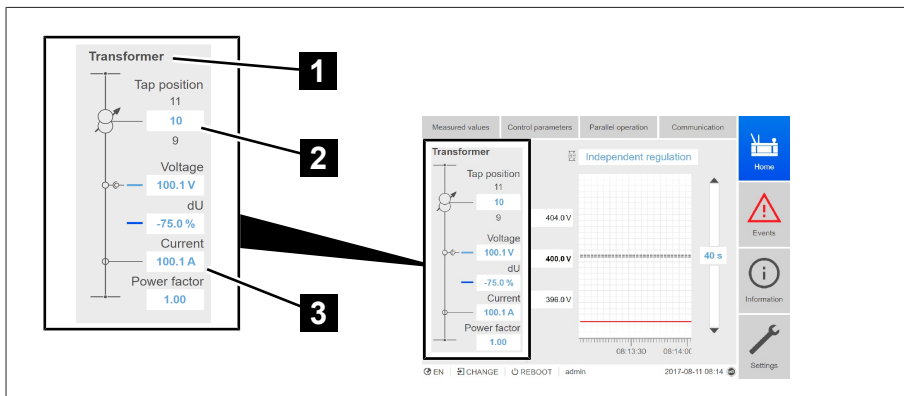 Transformer
1
Tap position
11
10
2
9
Voltage
100.1 V
dU
-75.0 %
Current
100.1 A
3
Power factor
1.00
Measured values
Control parameters
Parallel operation
Communication
Transformer
Independent regulation
Tap position
11
10
9
Voltage
100.1 V
dU
-75.0 %
Current
100.1 A
Power factor
1.00
404.0 V
400.0 V
396.0 V
40 s
08:13:30
08:14:00
Home
Events
Information
Settings
EN
CHANGE
REBOOT
admin
2017-08-11 08:14